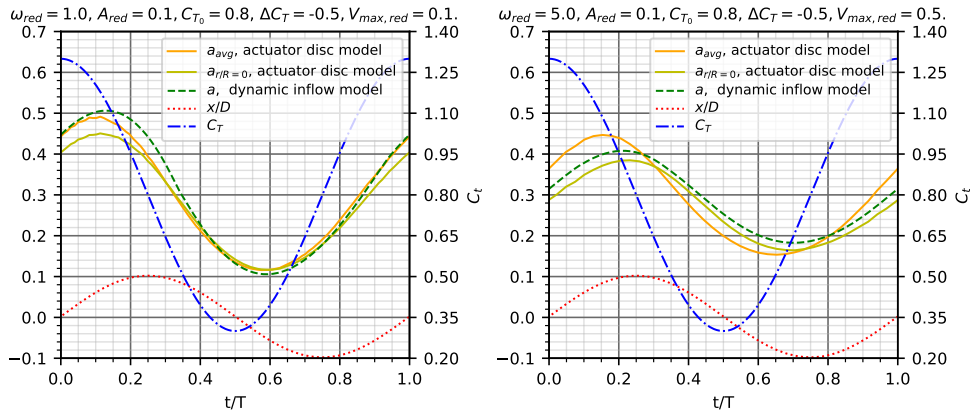 ω_red = 1.0, A_red = 0.1, C_T₀ = 0.8, ΔC_T = -0.5, V_max,red = 0.1.
0.7
0.6
0.5
0.4
0.3
0.2
0.1
0.0
−0.1
a_avg, actuator disc model
a_r/R=0, actuator disc model
a, dynamic inflow model
x/D
C_T
1.40
1.25
1.10
0.95
0.80
0.65
0.50
0.35
0.20
C_t
0.0 0.2 0.4 0.6 0.8 1.0
t/T
ω_red = 5.0, A_red = 0.1, C_T₀ = 0.8, ΔC_T = -0.5, V_max,red = 0.5.
0.7
0.6
0.5
0.4
0.3
0.2
0.1
0.0
−0.1
a_avg, actuator disc model
a_r/R=0, actuator disc model
a, dynamic inflow model
x/D
C_T
1.40
1.25
1.10
0.95
0.80
0.65
0.50
0.35
0.20
C_t
0.0 0.2 0.4 0.6 0.8 1.0
t/T